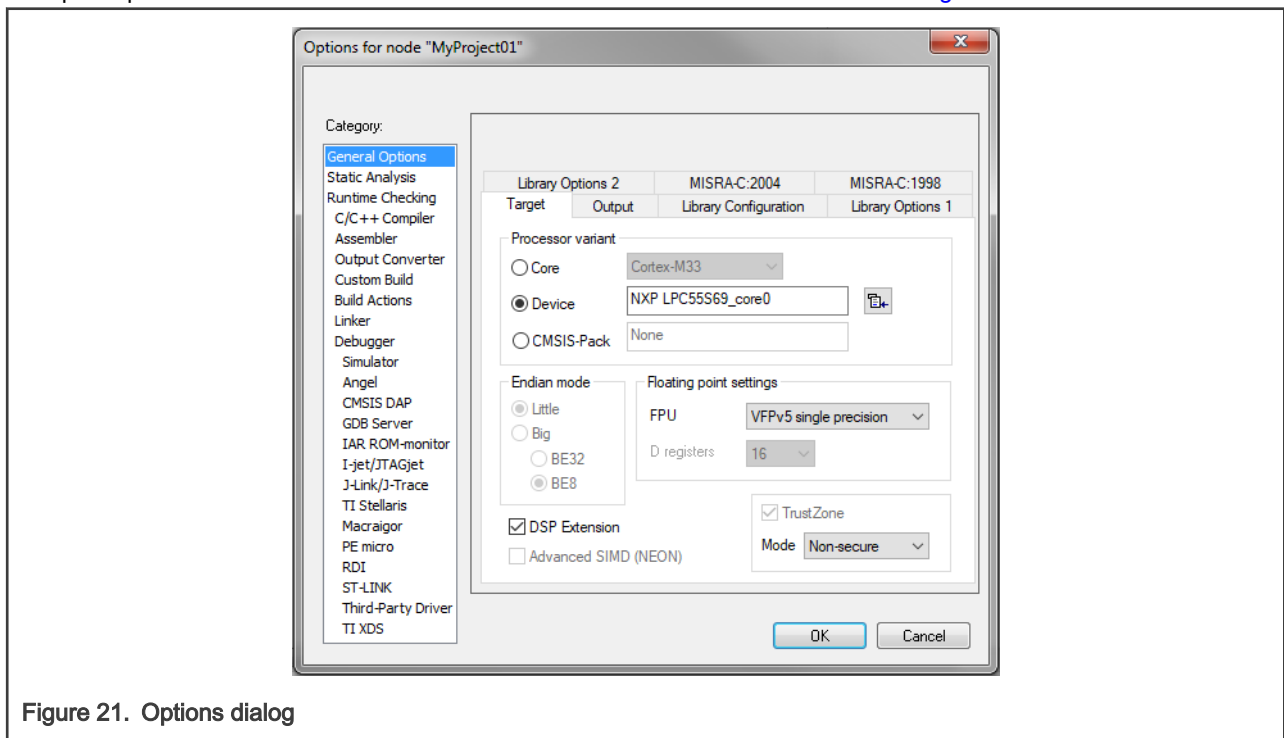 Options for node "MyProject01"
Category:
General Options
Static Analysis
Runtime Checking
C/C++ Compiler
Assembler
Output Converter
Custom Build
Build Actions
Linker
Debugger
Simulator
Angel
CMSIS DAP
GDB Server
IAR ROM-monitor
I-jet/JTAGjet
J-Link/J-Trace
TI Stellaris
Macraigor
PE micro
RDI
ST-LINK
Third-Party Driver
TI XDS
Library Options 2 MISRA-C:2004 MISRA-C:1998
Target Output Library Configuration Library Options 1
Processor variant
Core Cortex-M33
Device NXP LPC55S69_core0
CMSIS-Pack None
Endian mode
Little
Big
BE32
BE8
Floating point settings
FPU VFPv5 single precision
D registers 16
DSP Extension
Advanced SIMD (NEON)
TrustZone
Mode Non-secure
OK Cancel
Figure 21. Options dialog